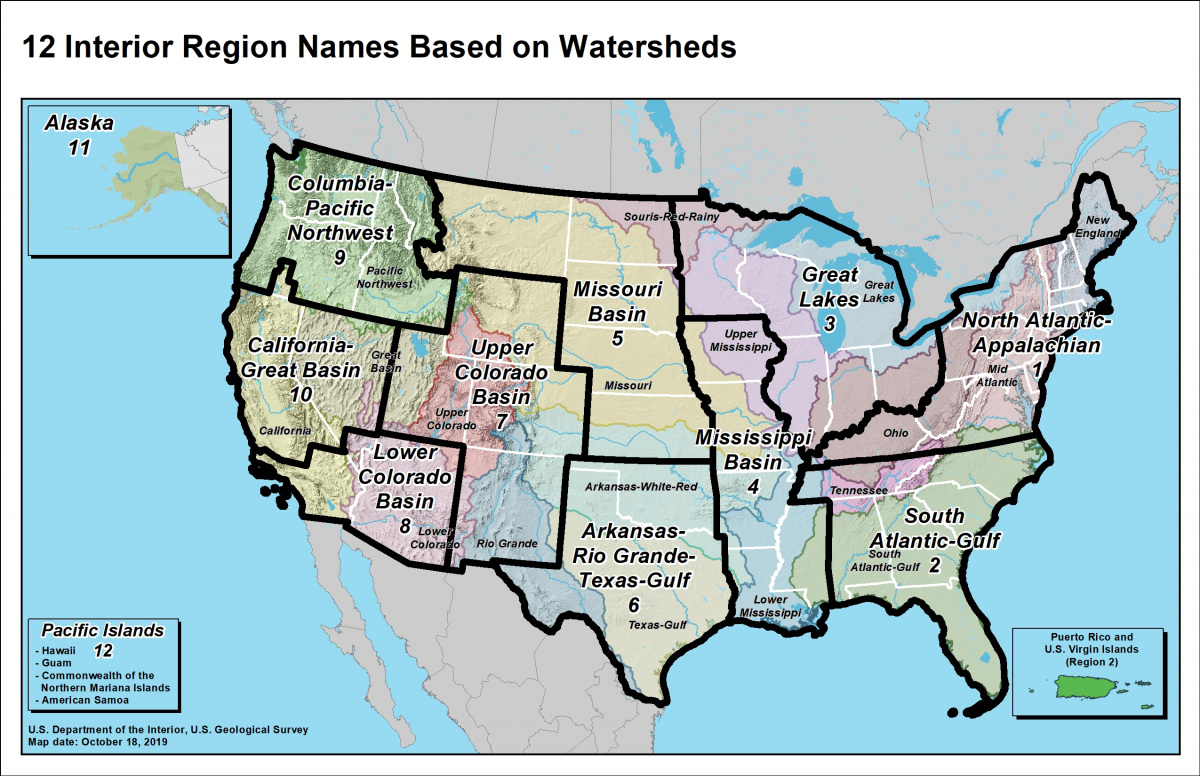 12 Interior Region Names Based on Watersheds
Alaska
11
Columbia-
Pacific
Northwest
9
Pacific
Northwest
Souris-Red-Rainy
New
England
Great
Lakes
3
Great
Lakes
Missouri
Basin
5
Missouri
Upper
Mississippi
North Atlantic-
Appalachian
1
Mid
Atlantic
California-
Great Basin
10
Great
Basin
California
Upper
Colorado
Basin
7
Upper
Colorado
Ohio
Mississippi
Basin
4
Lower
Colorado
Basin
8
Lower
Colorado
Rio Grande
Arkansas-White-Red
Tennessee
Arkansas-
Rio Grande-
Texas-Gulf
6
Texas-Gulf
South
Atlantic-Gulf
2
South
Atlantic-Gulf
Lower
Mississippi
Pacific Islands
12
- Hawaii
- Guam
- Commonwealth of the
Northern Mariana Islands
- American Samoa
Puerto Rico and
U.S. Virgin Islands
(Region 2)
U.S. Department of the Interior, U.S. Geological Survey
Map date: October 18, 2019